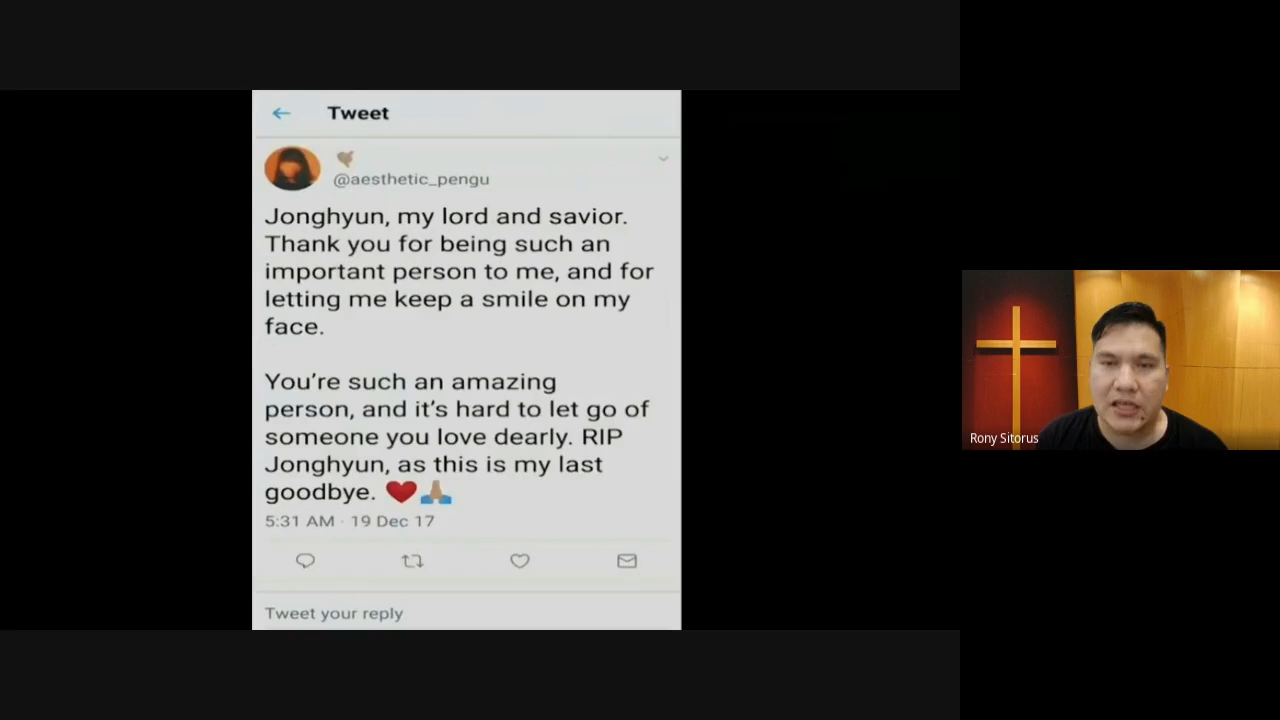 Tweet
@aesthetic_pengu
Jonghyun, my lord and savior.
Thank you for being such an
important person to me, and for
letting me keep a smile on my
face.
You're such an amazing
person, and it's hard to let go of
someone you love dearly. RIP
Jonghyun, as this is my last
goodbye. ❤️🙏🏽
5:31 AM · 19 Dec 17
Tweet your reply
Rony Sitorus